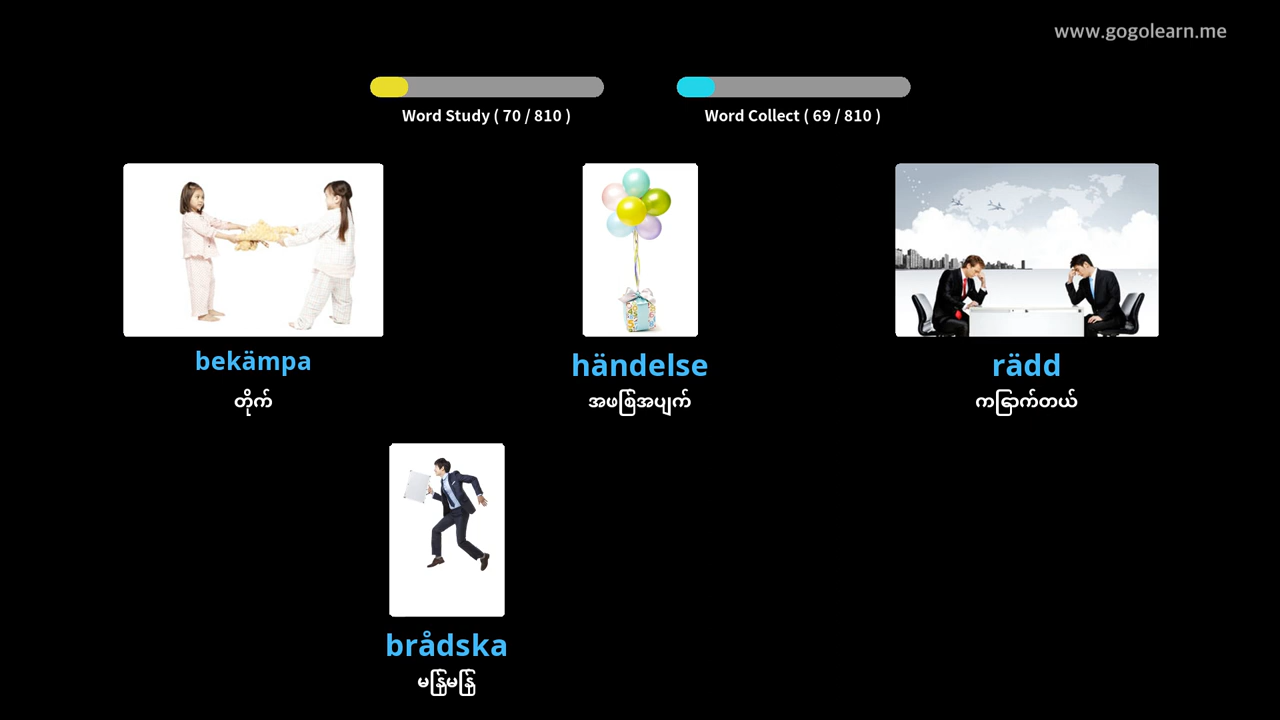 www.gogolearn.me
Word Study ( 70 / 810 )
Word Collect ( 69 / 810 )
bekämpa
တိုက်
händelse
အဖစ်ြအပျက်
rädd
ကကြောက်တယ်
brådska
မန်ြမန်ြ